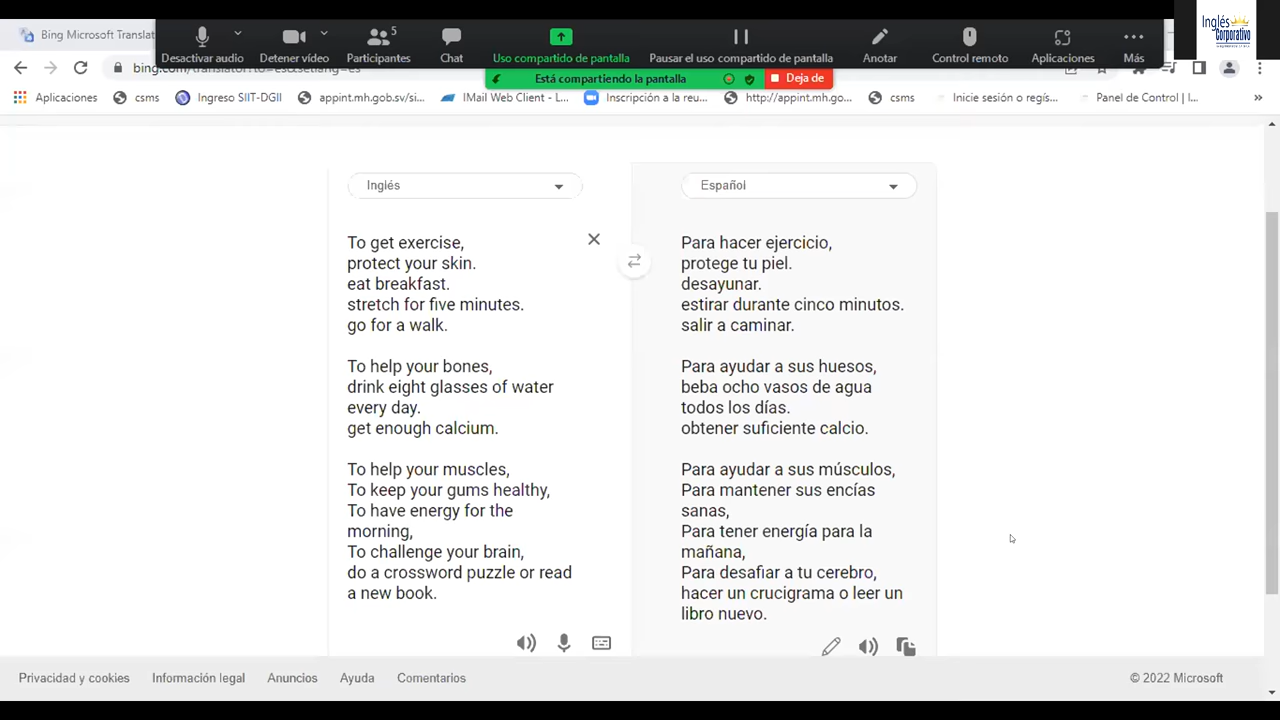 Bing Microsoft Translat
Desactivar audio
Detener video
5
Participantes
Chat
Uso compartido de pantalla
Pausar el uso compartido de pantalla
Anotar
Control remoto
Aplicaciones
Más
Inglés
Corporativo
Está compartiendo la pantalla
Deja de
Aplicaciones
csms
Ingreso SIIT-DGII
appint.mh.gob.sv/si...
IMail Web Client - L...
Inscripción a la reu...
http://appint.mh.go...
csms
Inicie sesión o regís...
Panel de Control | I...
»
Inglés
To get exercise,
protect your skin.
eat breakfast.
stretch for five minutes.
go for a walk.
To help your bones,
drink eight glasses of water
every day.
get enough calcium.
To help your muscles,
To keep your gums healthy,
To have energy for the
morning,
To challenge your brain,
do a crossword puzzle or read
a new book.
Español
Para hacer ejercicio,
protege tu piel.
desayunar.
estirar durante cinco minutos.
salir a caminar.
Para ayudar a sus huesos,
beba ocho vasos de agua
todos los días.
obtener suficiente calcio.
Para ayudar a sus músculos,
Para mantener sus encías
sanas,
Para tener energía para la
mañana,
Para desafiar a tu cerebro,
hacer un crucigrama o leer un
libro nuevo.
Privacidad y cookies
Información legal
Anuncios
Ayuda
Comentarios
© 2022 Microsoft